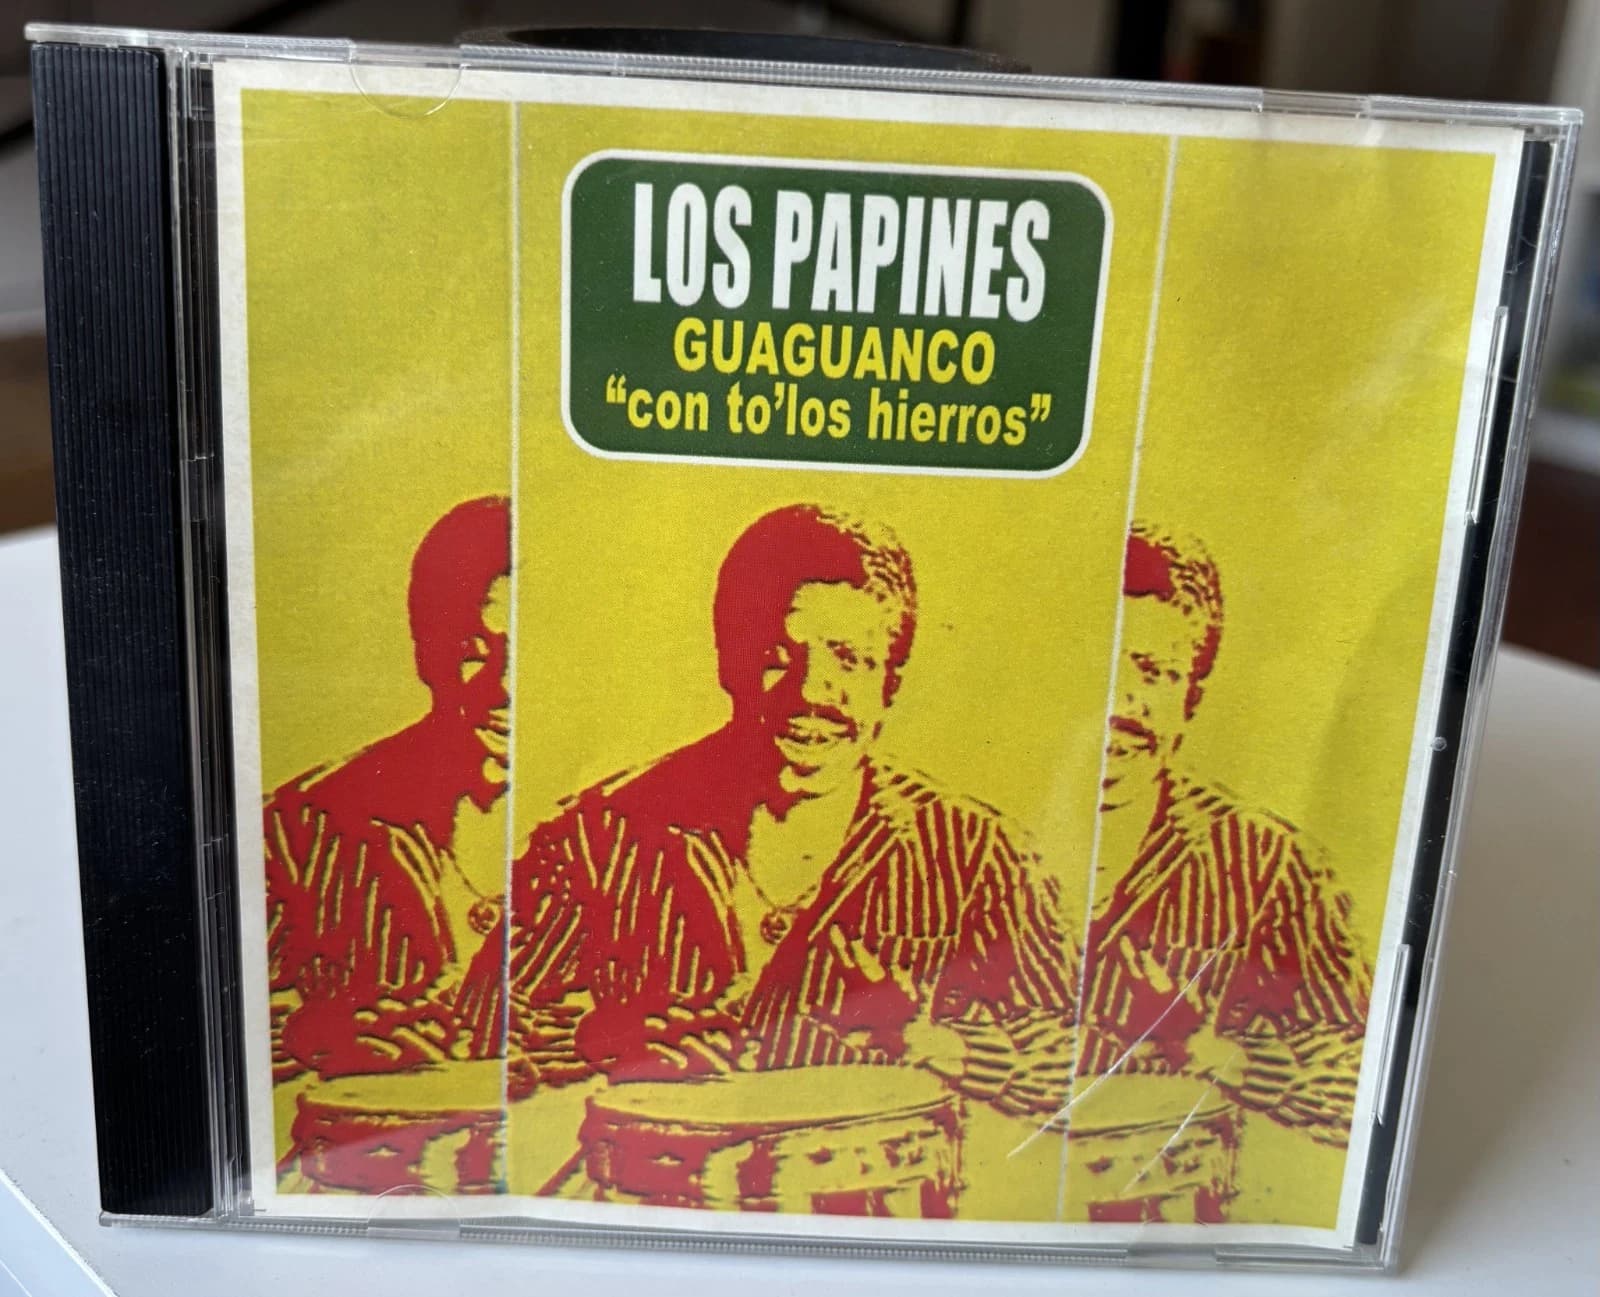 LOS PAPINES
GUAGUANCO
“con to’los hierros”